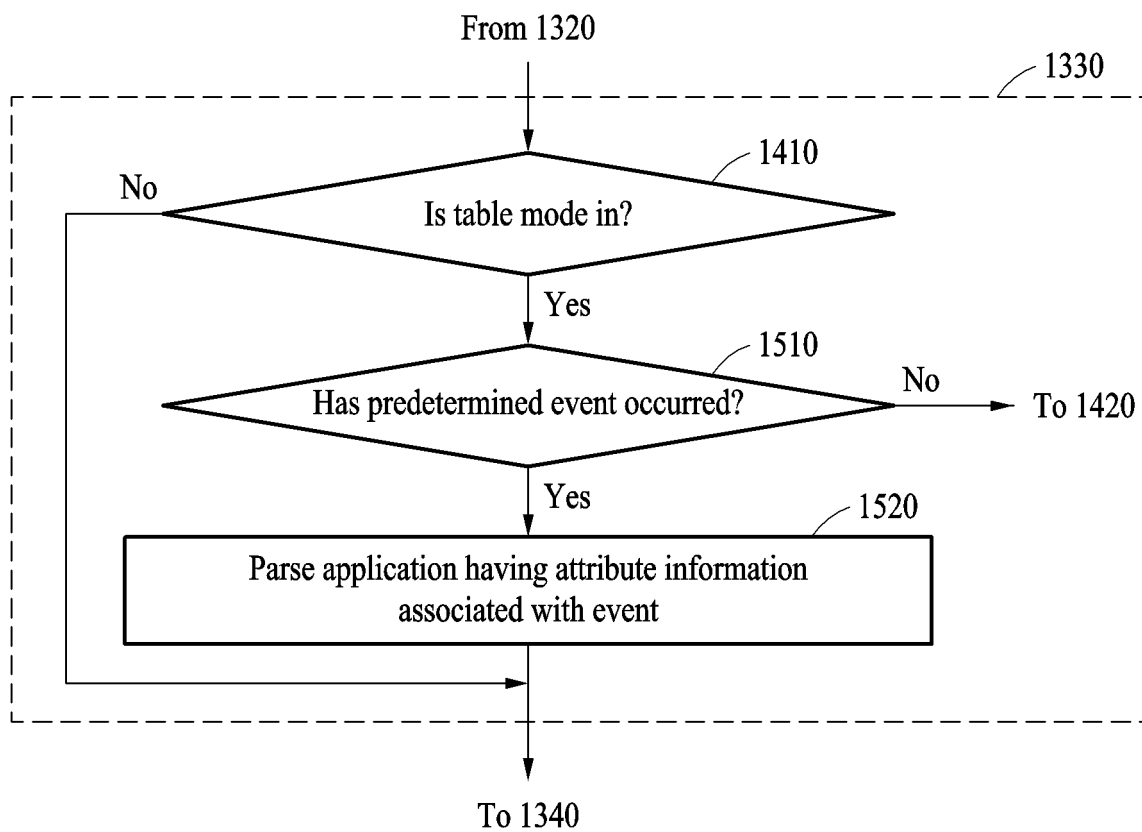 From 1320
1330
1410
No
Is table mode in?
Yes
1510
No
Has predetermined event occurred?
To 1420
Yes
1520
Parse application having attribute information
associated with event
To 1340